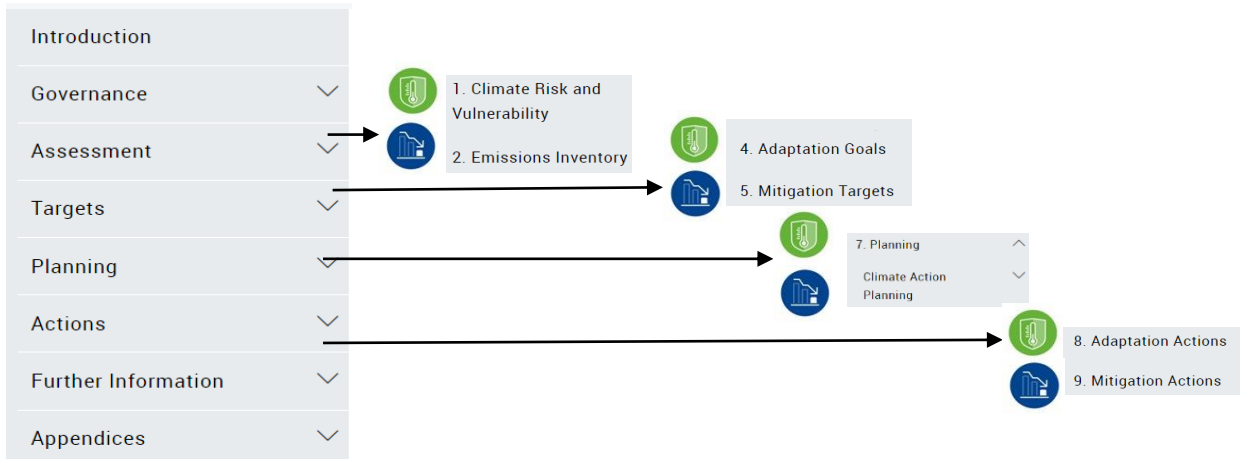 Introduction
Governance
Assessment
Targets
Planning
Actions
Further Information
Appendices
1. Climate Risk and
Vulnerability
2. Emissions Inventory
4. Adaptation Goals
5. Mitigation Targets
7. Planning
Climate Action
Planning
8. Adaptation Actions
9. Mitigation Actions